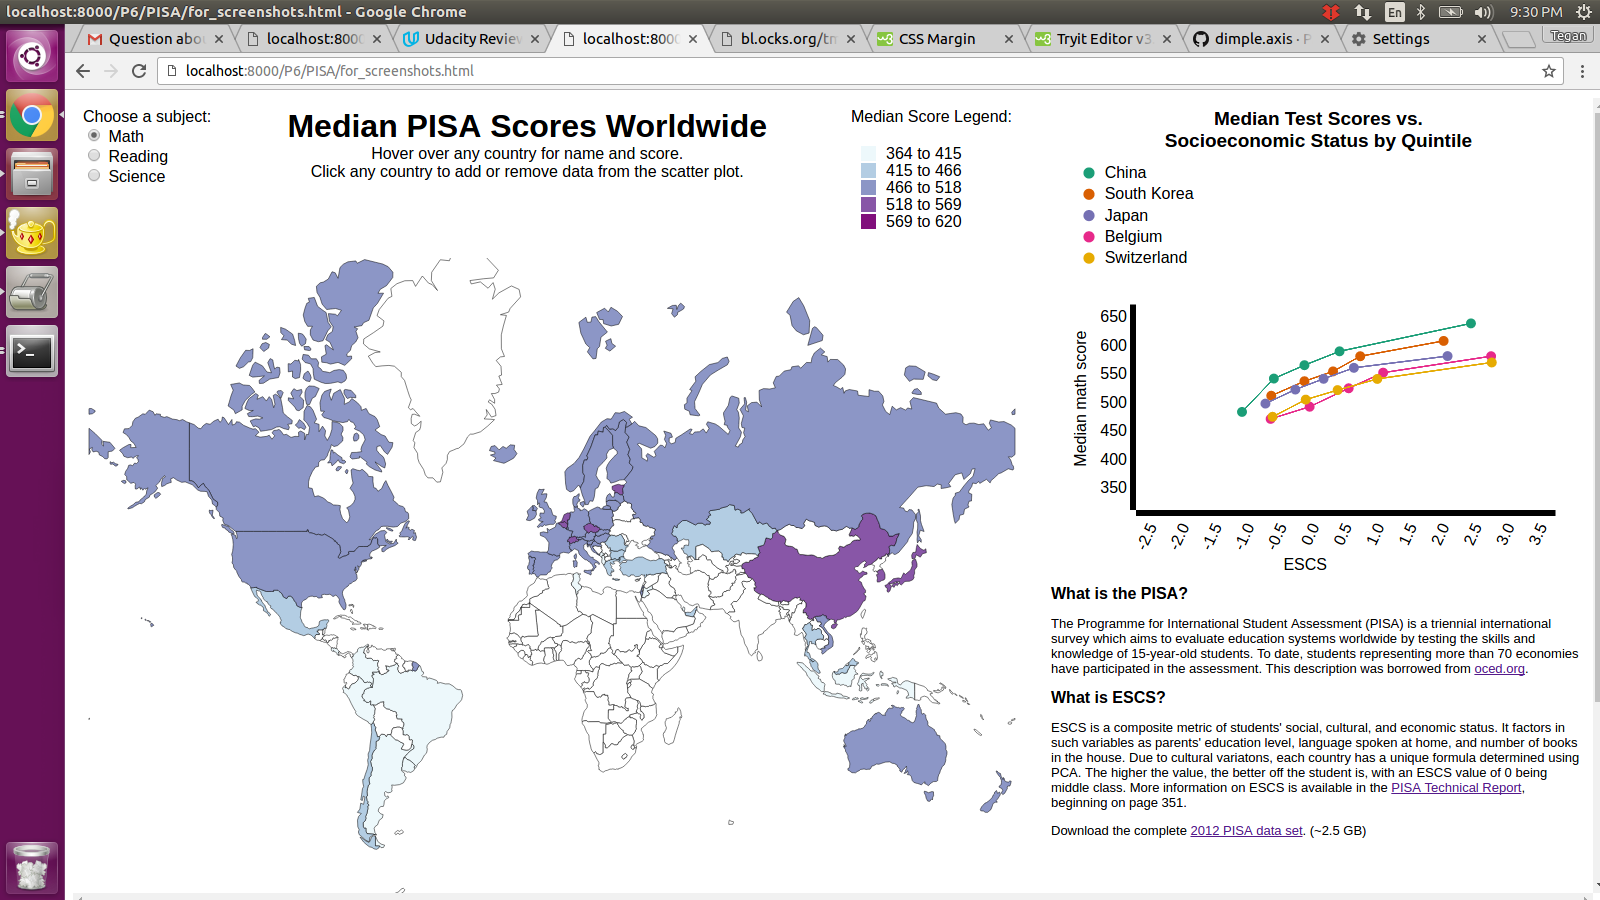 localhost:8000/P6/PISA/for_screenshots.html - Google Chrome
En
9:30 PM
Question abo
localhost:800
Udacity Review
localhost:800
bl.ocks.org/tm
CSS Margin
Tryit Editor v3
dimple.axis · P
Settings
Tegan
localhost:8000/P6/PISA/for_screenshots.html
Choose a subject:
Math
Reading
Science
Median PISA Scores Worldwide
Hover over any country for name and score.
Click any country to add or remove data from the scatter plot.
Median Score Legend:
364 to 415
415 to 466
466 to 518
518 to 569
569 to 620
Median Test Scores vs.
Socioeconomic Status by Quintile
China
South Korea
Japan
Belgium
Switzerland
Median math score
650
600
550
500
450
400
350
-2.5
-2.0
-1.5
-1.0
-0.5
0.0
0.5
1.0
1.5
2.0
2.5
3.0
3.5
ESCS
What is the PISA?
The Programme for International Student Assessment (PISA) is a triennial international
survey which aims to evaluate education systems worldwide by testing the skills and
knowledge of 15-year-old students. To date, students representing more than 70 economies
have participated in the assessment. This description was borrowed from oced.org.
What is ESCS?
ESCS is a composite metric of students' social, cultural, and economic status. It factors in
such variables as parents' education level, language spoken at home, and number of books
in the house. Due to cultural variatons, each country has a unique formula determined using
PCA. The higher the value, the better off the student is, with an ESCS value of 0 being
middle class. More information on ESCS is available in the PISA Technical Report,
beginning on page 351.
Download the complete 2012 PISA data set. (~2.5 GB)